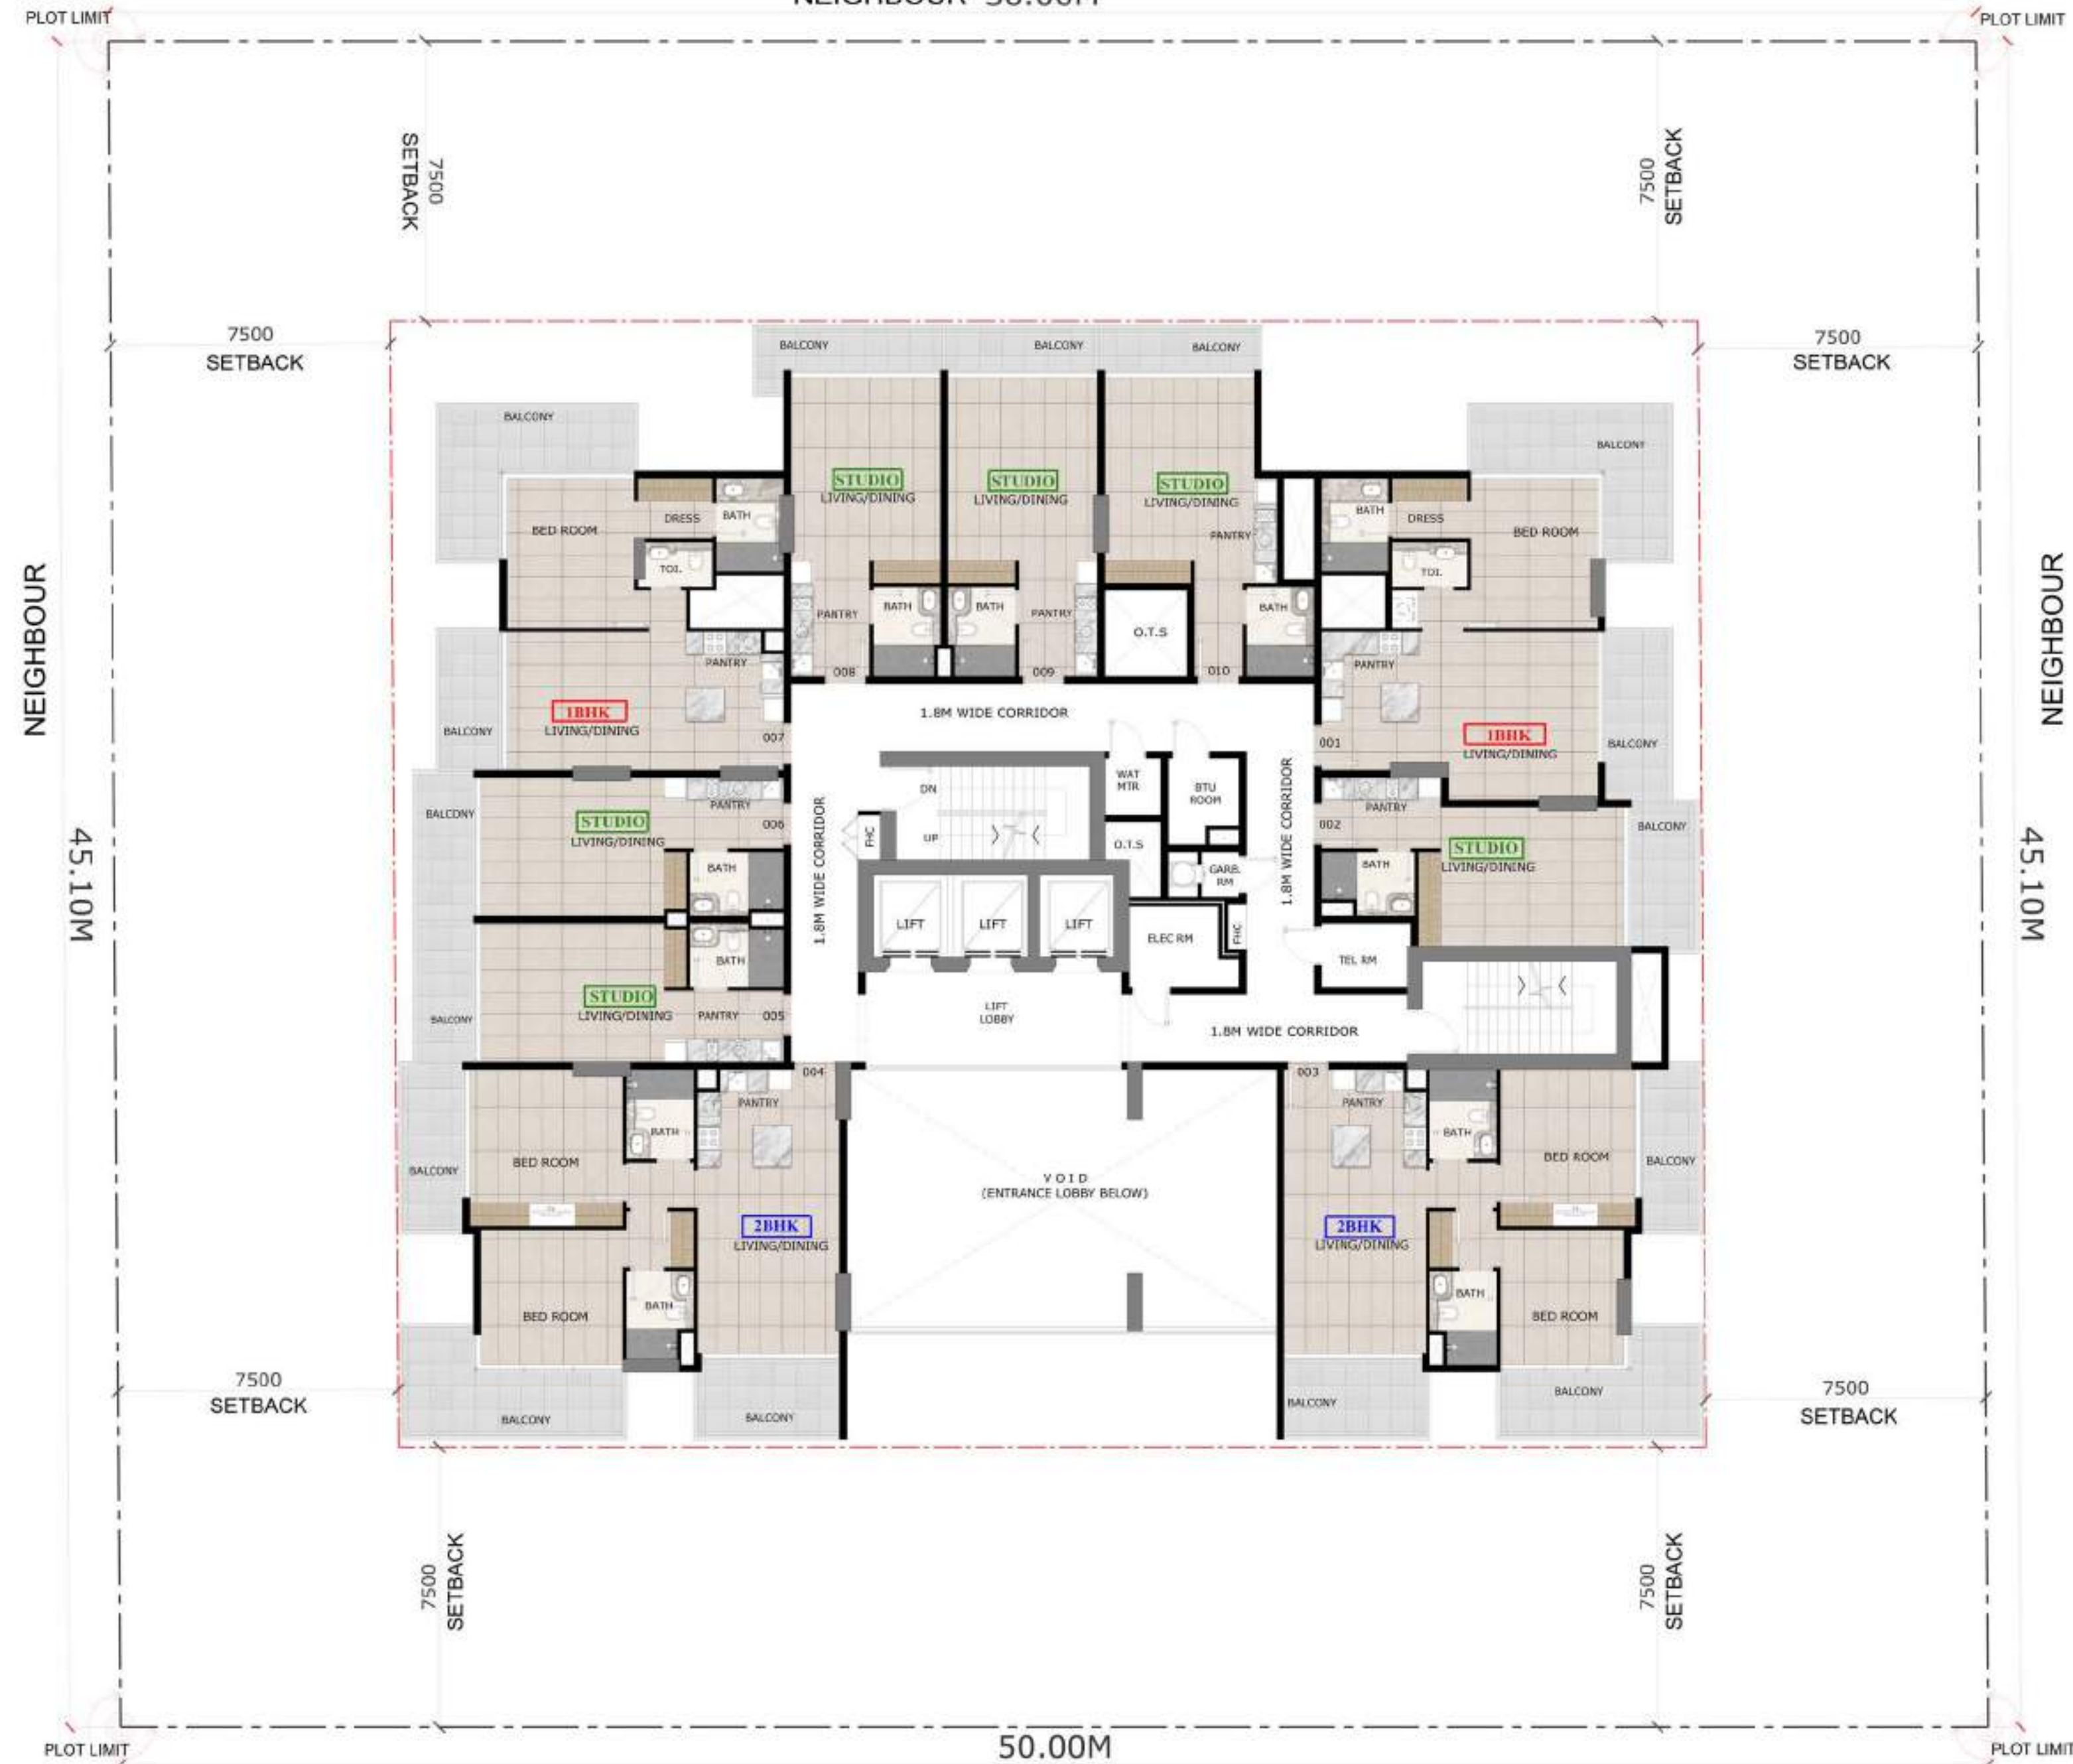 NEIGHBOUR 50.00M
PLOT LIMIT
PLOT LIMIT
7500
SETBACK
7500
SETBACK
7500
SETBACK
7500
SETBACK
BALCONY
BALCONY
BALCONY
BALCONY
BALCONY
STUDIO
LIVING/DINING
STUDIO
LIVING/DINING
STUDIO
LIVING/DINING
BED ROOM
DRESS
BATH
TOI.
PANTRY
BATH
DRESS
BED ROOM
TOI.
PANTRY
BATH
BATH
PANTRY
O.T.S
BATH
008
009
010
NEIGHBOUR
NEIGHBOUR
45.10M
45.10M
PANTRY
1BHK
LIVING/DINING
BALCONY
007
1.8M WIDE CORRIDOR
PANTRY
001
1BHK
LIVING/DINING
BALCONY
BALCONY
PANTRY
STUDIO
LIVING/DINING
006
BATH
1.8M WIDE CORRIDOR
FHC
DN
UP
WAT
MTR
BTU
ROOM
O.T.S
GARB.
RM
1.8M WIDE CORRIDOR
PANTRY
002
BATH
STUDIO
LIVING/DINING
BALCONY
LIFT
LIFT
LIFT
ELEC RM
FHC
TEL RM
BATH
STUDIO
LIVING/DINING
PANTRY
005
BALCONY
LIFT
LOBBY
1.8M WIDE CORRIDOR
004
PANTRY
BATH
BED ROOM
BALCONY
2BHK
LIVING/DINING
BED ROOM
BATH
BALCONY
BALCONY
VOID
(ENTRANCE LOBBY BELOW)
003
PANTRY
BATH
BED ROOM
BALCONY
2BHK
LIVING/DINING
BATH
BED ROOM
BALCONY
BALCONY
7500
SETBACK
7500
SETBACK
7500
SETBACK
7500
SETBACK
PLOT LIMIT
50.00M
PLOT LIMIT